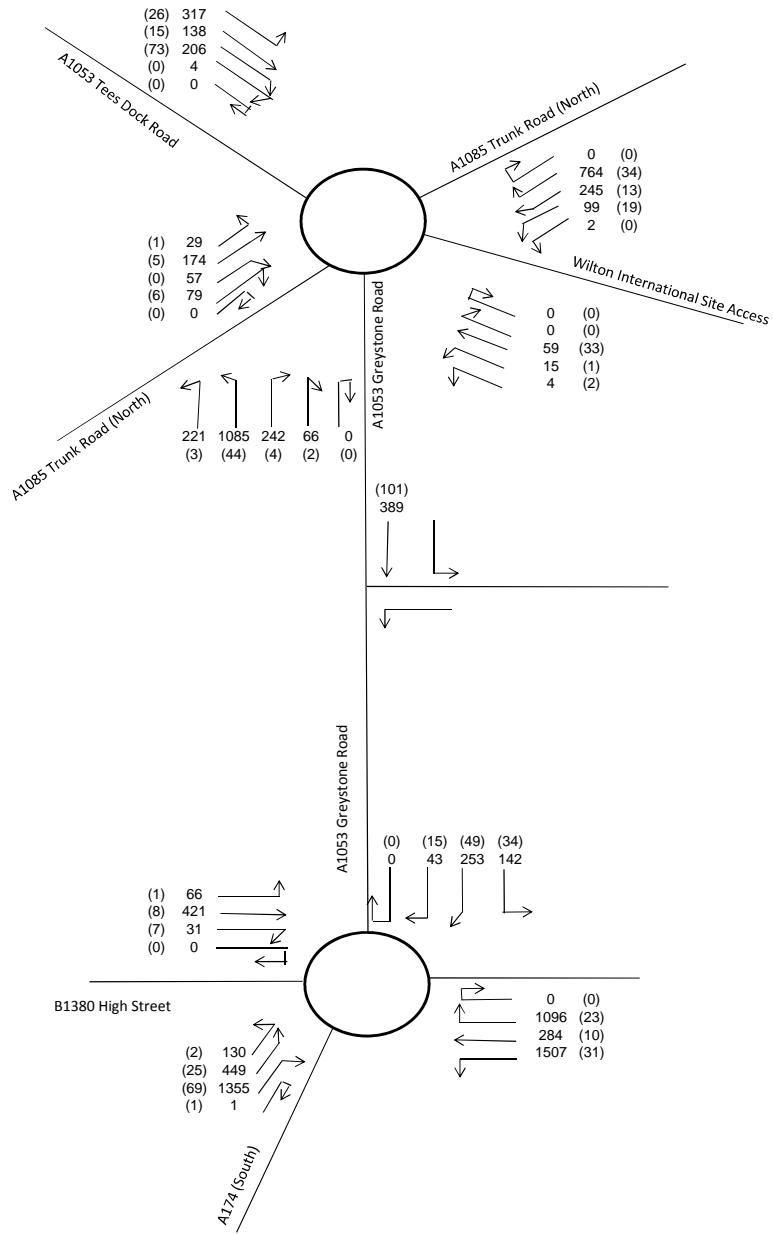 (26) 317
(15) 138
(73) 206
(0) 4
(0) 0
A1053 Tees Dock Road
A1085 Trunk Road (North)
0 (0)
764 (34)
245 (13)
99 (19)
2 (0)
(1) 29
(5) 174
(0) 57
(6) 79
(0) 0
Wilton International Site Access
0 (0)
0 (0)
59 (33)
15 (1)
4 (2)
A1053 Greystone Road
A1085 Trunk Road (North)
221 1085 242 66 0
(3) (44) (4) (2) (0)
(101)
389
A1053 Greystone Road
(0) (15) (49) (34)
0 43 253 142
(1) 66
(8) 421
(7) 31
(0) 0
B1380 High Street
0 (0)
1096 (23)
284 (10)
1507 (31)
(2) 130
(25) 449
(69) 1355
(1) 1
A174 (South)